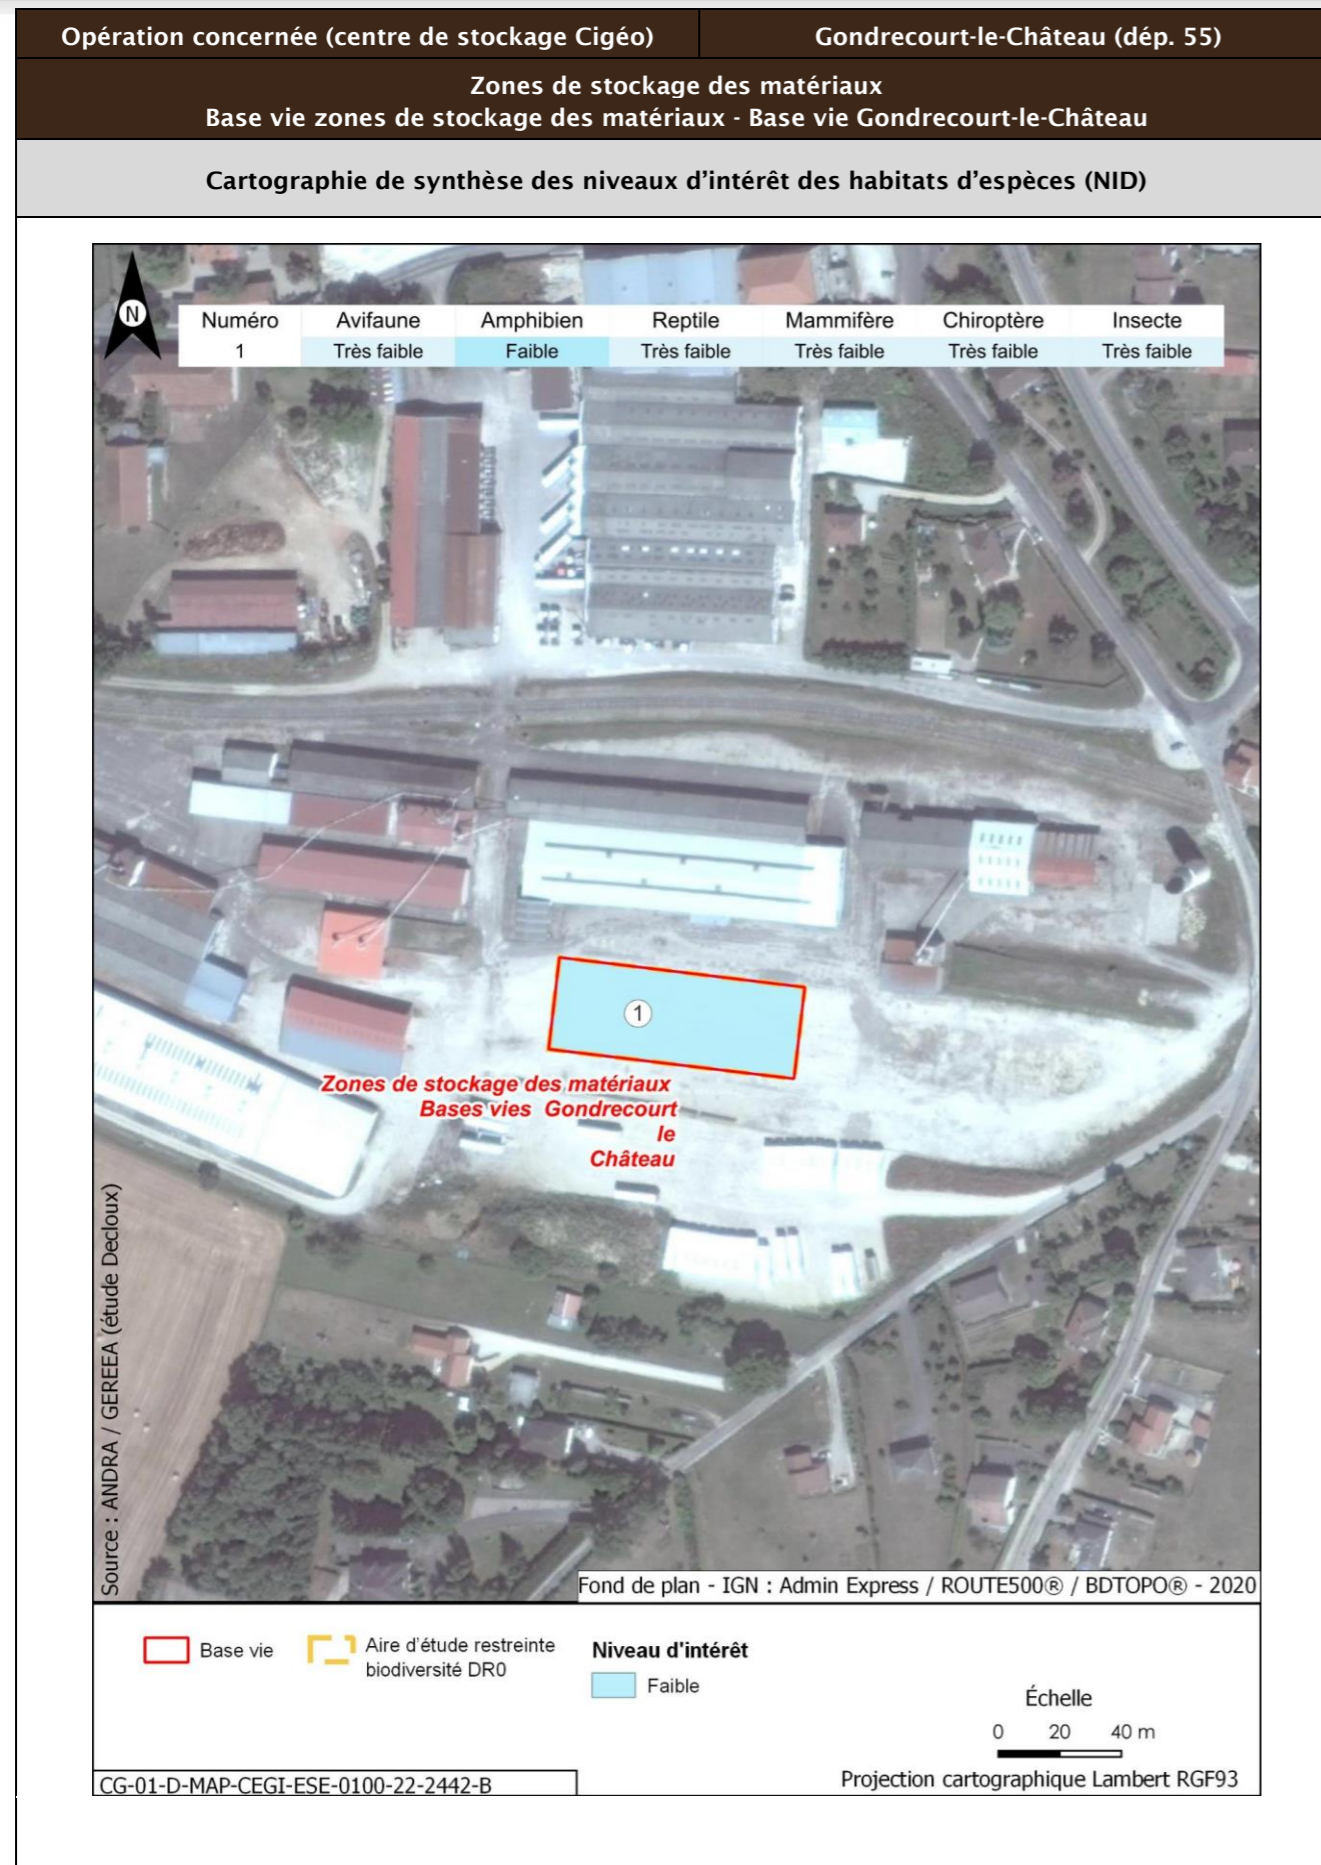 Opération concernée (centre de stockage Cigéo) Gondrecourt-le-Château (dép. 55)
Zones de stockage des matériaux
Base vie zones de stockage des matériaux - Base vie Gondrecourt-le-Château
Cartographie de synthèse des niveaux d'intérêt des habitats d'espèces (NID)
N
Numéro Avifaune Amphibien Reptile Mammifère Chiroptère Insecte
1 Très faible Faible Très faible Très faible Très faible Très faible
1
Zones de stockage des matériaux
Bases vies Gondrecourt
le
Château
Source : ANDRA / GEREEA (étude Decloux)
Fond de plan - IGN : Admin Express / ROUTE500® / BDTOPO® - 2020
Base vie
Aire d'étude restreinte
biodiversité DR0
Niveau d'intérêt
Faible
Échelle
0 20 40 m
Projection cartographique Lambert RGF93
CG-01-D-MAP-CEGI-ESE-0100-22-2442-B